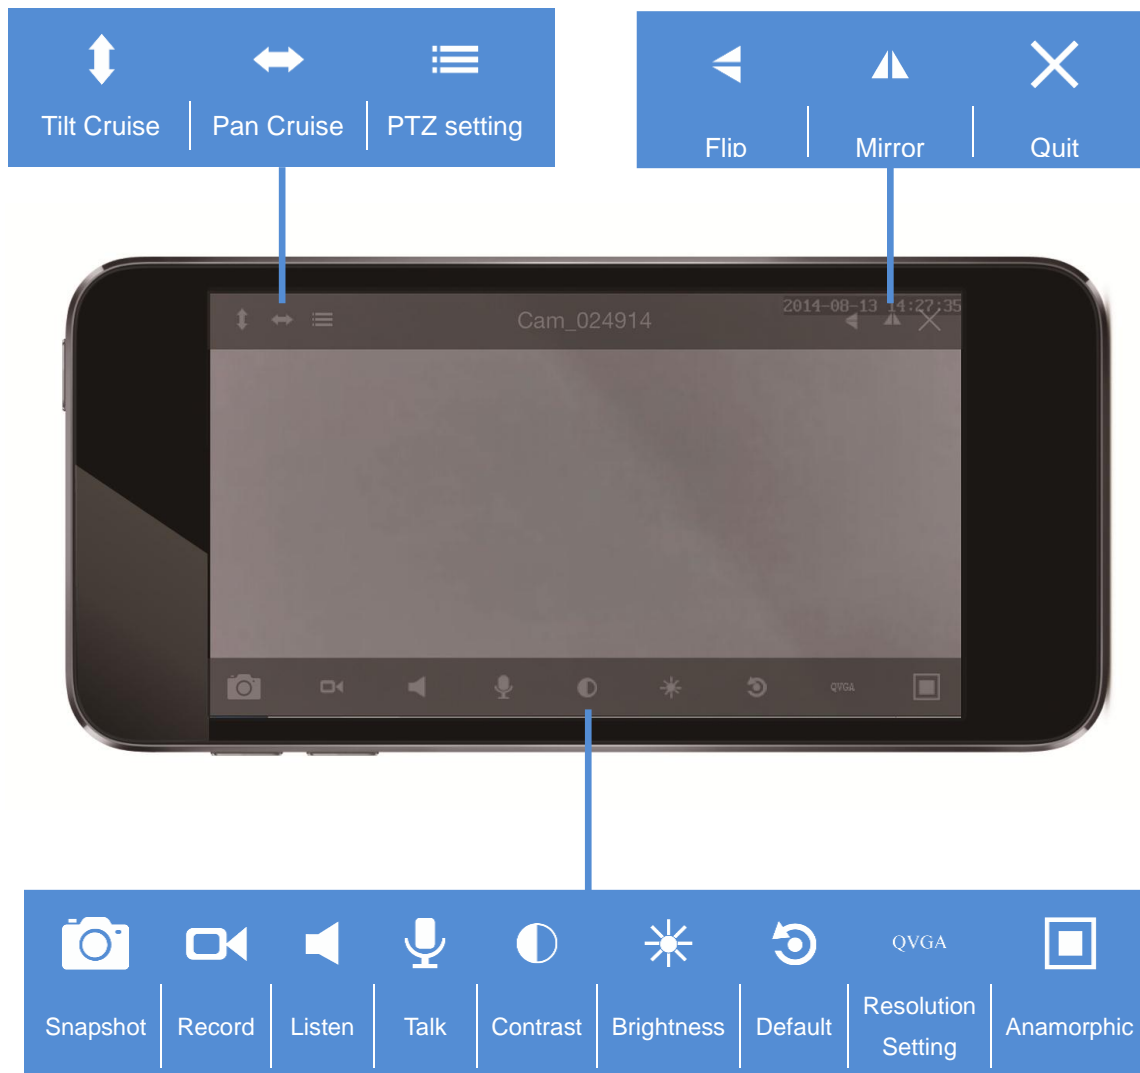 Tilt Cruise
Pan Cruise
PTZ setting
Flip
Mirror
Quit
2014-08-13 14:27:35
Cam_024914
QVGA
QVGA
Snapshot
Record
Listen
Talk
Contrast
Brightness
Default
Resolution
Setting
Anamorphic